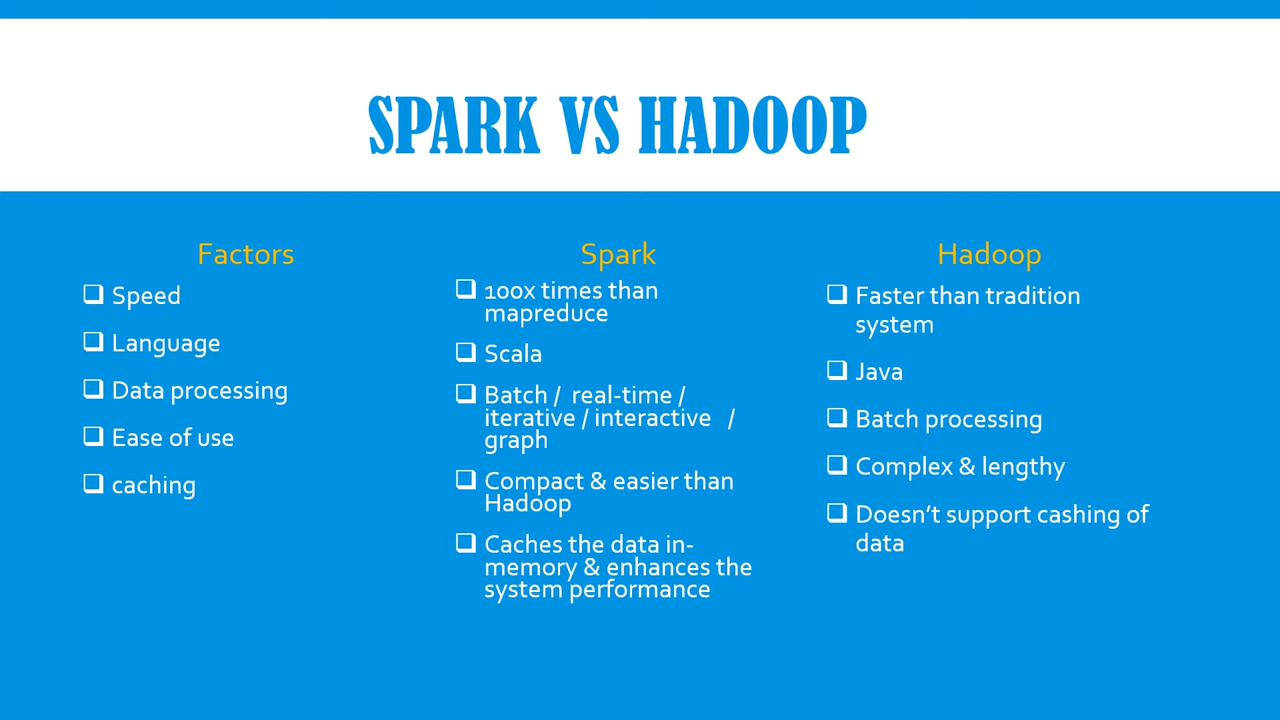 SPARK VS HADOOP
Factors
Speed
Language
Data processing
Ease of use
caching
Spark
100x times than
mapreduce
Scala
Batch / real-time /
iterative / interactive /
graph
Compact & easier than
Hadoop
Caches the data in-
memory & enhances the
system performance
Hadoop
Faster than tradition
system
Java
Batch processing
Complex & lengthy
Doesn't support cashing of
data